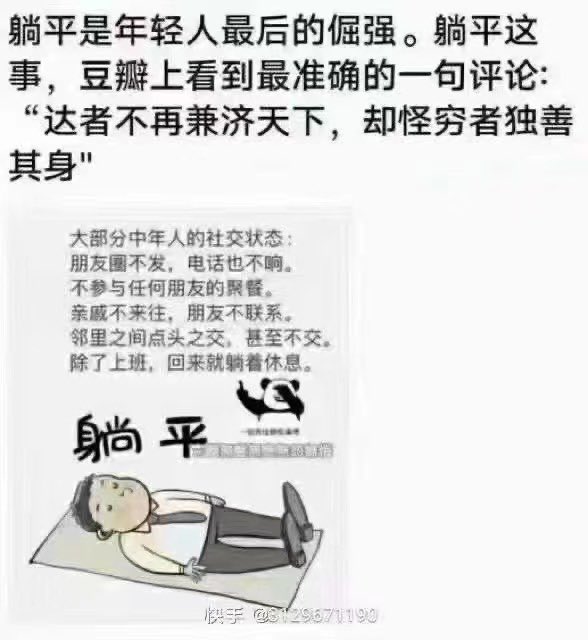 躺平是年轻人最后的倔强。躺平这
事，豆瓣上看到最准确的一句评论:
“达者不再兼济天下，却怪穷者独善
其身"
大部分中年人的社交状态：
朋友圈不发，电话也不响。
不参与任何朋友的聚餐。
亲戚不来往，朋友不联系。
邻里之间点头之交，甚至不交。
除了上班，回来就躺着休息。
躺平
快手 @3129671190